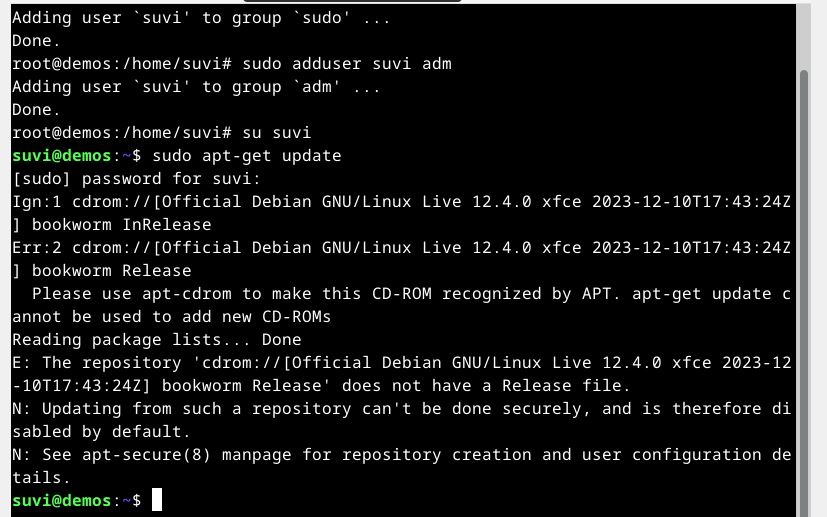 Adding user `suvi' to group `sudo' ...
Done.
root@demos:/home/suvi# sudo adduser suvi adm
Adding user `suvi' to group `adm' ...
Done.
root@demos:/home/suvi# su suvi
suvi@demos:~$ sudo apt-get update
[sudo] password for suvi:
Ign:1 cdrom://[Official Debian GNU/Linux Live 12.4.0 xfce 2023-12-10T17:43:24Z
] bookworm InRelease
Err:2 cdrom://[Official Debian GNU/Linux Live 12.4.0 xfce 2023-12-10T17:43:24Z
] bookworm Release
  Please use apt-cdrom to make this CD-ROM recognized by APT. apt-get update c
annot be used to add new CD-ROMs
Reading package lists... Done
E: The repository 'cdrom://[Official Debian GNU/Linux Live 12.4.0 xfce 2023-12
-10T17:43:24Z] bookworm Release' does not have a Release file.
N: Updating from such a repository can't be done securely, and is therefore di
sabled by default.
N: See apt-secure(8) manpage for repository creation and user configuration de
tails.
suvi@demos:~$